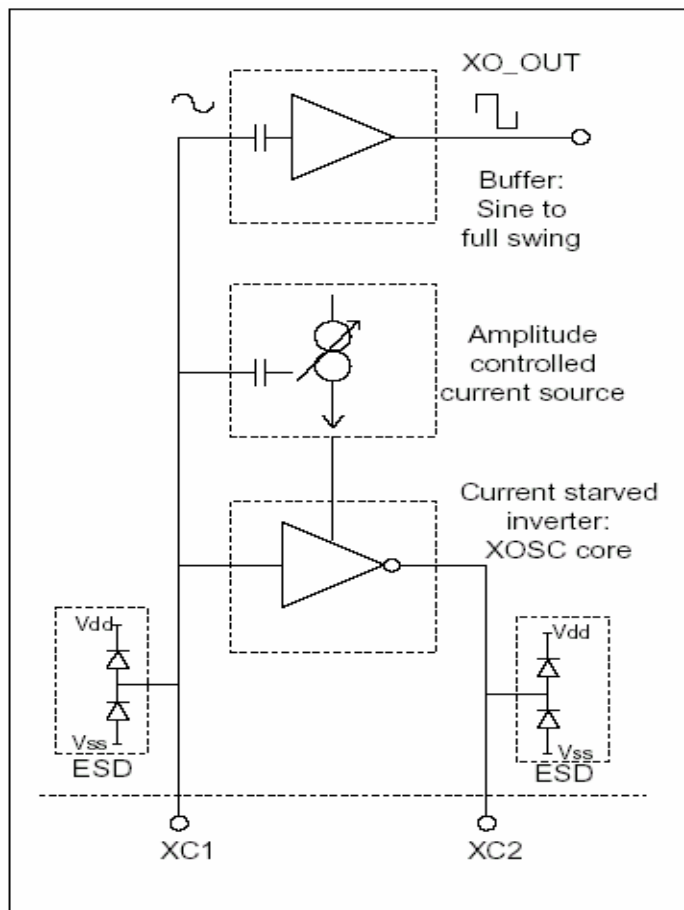 XO_OUT
Buffer:
Sine to
full swing
Amplitude
controlled
current source
Current starved
inverter:
XOSC core
Vdd
Vss
ESD
Vdd
Vss
ESD
XC1
XC2